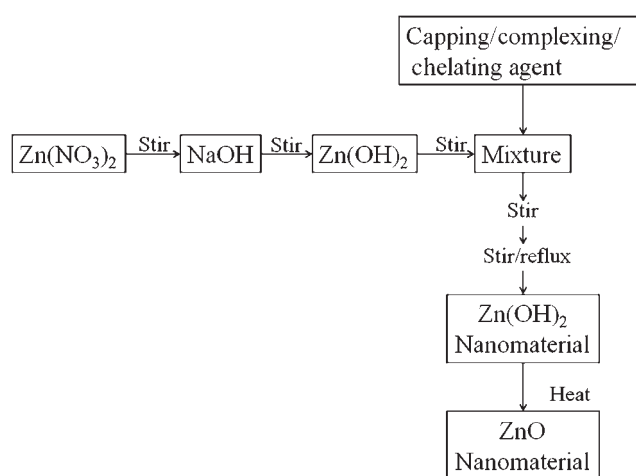 Capping/complexing/
chelating agent
Zn(NO₃)₂ Stir NaOH Stir Zn(OH)₂ Stir Mixture
Stir
Stir/reflux
Zn(OH)₂
Nanomaterial
Heat
ZnO
Nanomaterial